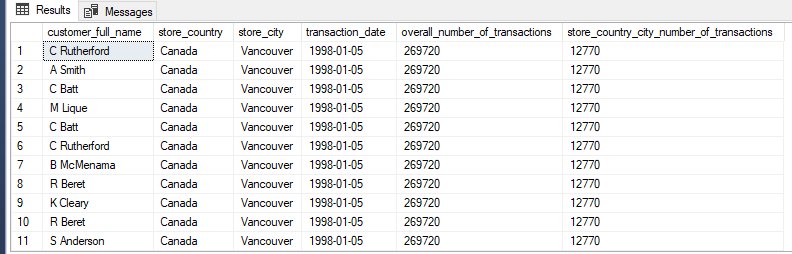 Results Messages
customer_full_name store_country store_city transaction_date overall_number_of_transactions store_country_city_number_of_transactions
1 C Rutherford Canada Vancouver 1998-01-05 269720 12770
2 A Smith Canada Vancouver 1998-01-05 269720 12770
3 C Batt Canada Vancouver 1998-01-05 269720 12770
4 M Lique Canada Vancouver 1998-01-05 269720 12770
5 C Batt Canada Vancouver 1998-01-05 269720 12770
6 C Rutherford Canada Vancouver 1998-01-05 269720 12770
7 B McMenama Canada Vancouver 1998-01-05 269720 12770
8 R Beret Canada Vancouver 1998-01-05 269720 12770
9 K Cleary Canada Vancouver 1998-01-05 269720 12770
10 R Beret Canada Vancouver 1998-01-05 269720 12770
11 S Anderson Canada Vancouver 1998-01-05 269720 12770